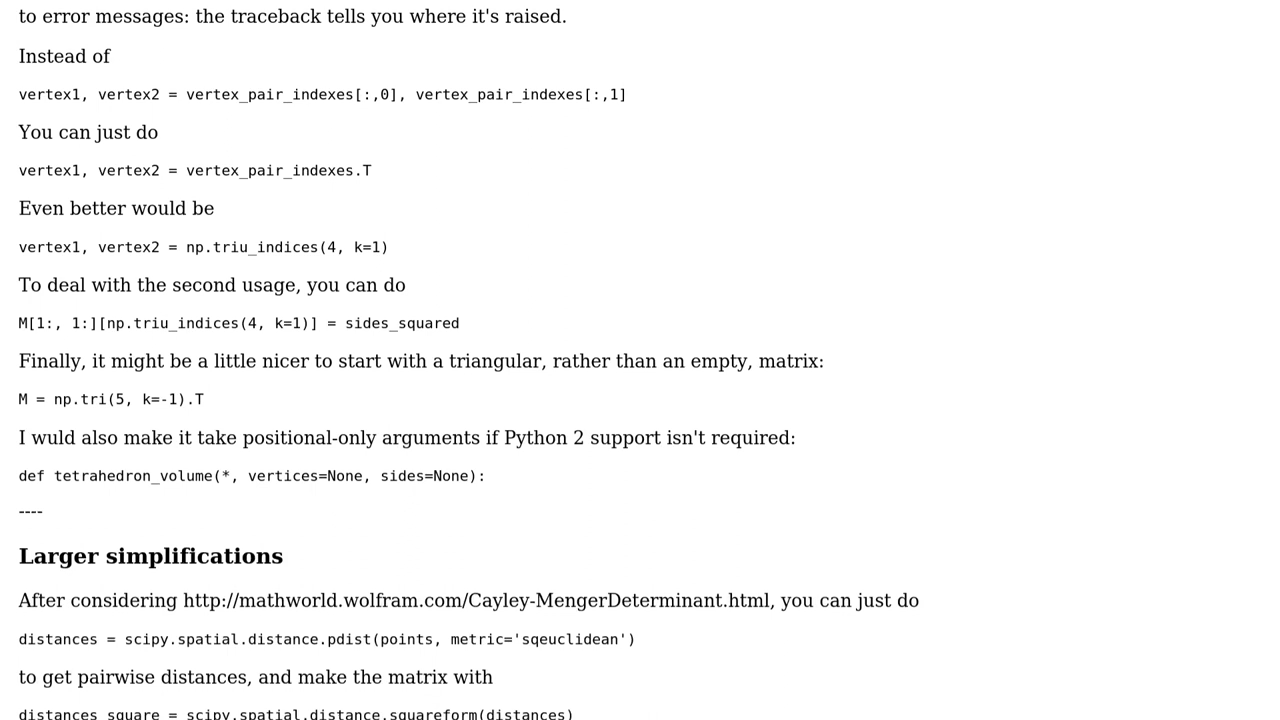 to error messages: the traceback tells you where it's raised.
Instead of
vertex1, vertex2 = vertex_pair_indexes[:,0], vertex_pair_indexes[:,1]
You can just do
vertex1, vertex2 = vertex_pair_indexes.T
Even better would be
vertex1, vertex2 = np.triu_indices(4, k=1)
To deal with the second usage, you can do
M[1:, 1:][np.triu_indices(4, k=1)] = sides_squared
Finally, it might be a little nicer to start with a triangular, rather than an empty, matrix:
M = np.tri(5, k=-1).T
I wuld also make it take positional-only arguments if Python 2 support isn't required:
def tetrahedron_volume(*, vertices=None, sides=None):
----
Larger simplifications
After considering http://mathworld.wolfram.com/Cayley-MengerDeterminant.html, you can just do
distances = scipy.spatial.distance.pdist(points, metric='sqeuclidean')
to get pairwise distances, and make the matrix with
distances_square = scipy.spatial.distance.squareform(distances)